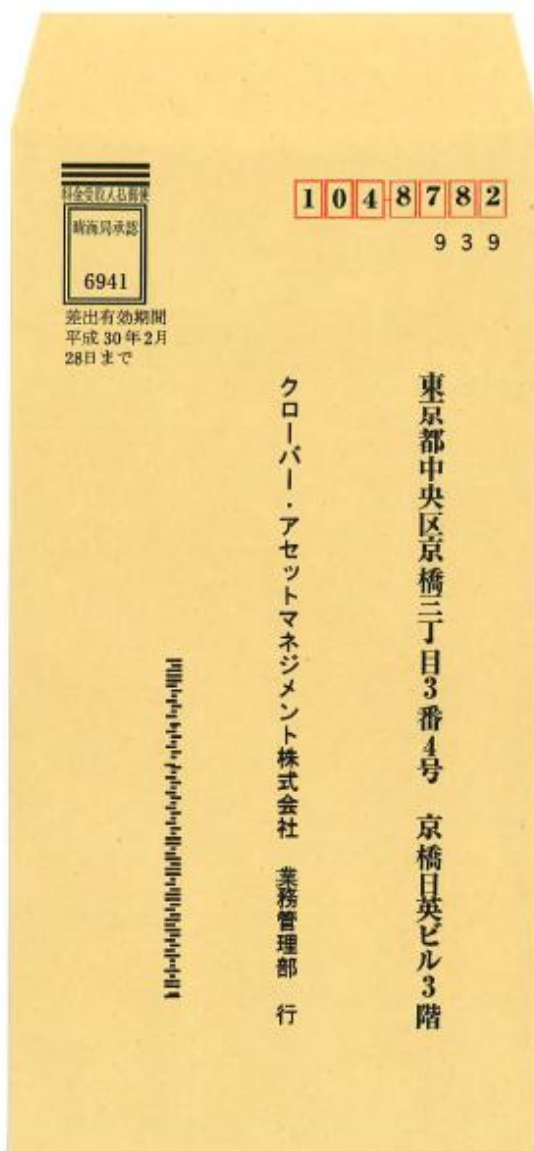 料金受取人払郵便
晴海局承認
6941
差出有効期間
平成30年2月
28日まで
1048782
939
東京都中央区京橋三丁目3番4号 京橋日英ビル3階
クローバー・アセットマネジメント株式会社 業務管理部 行